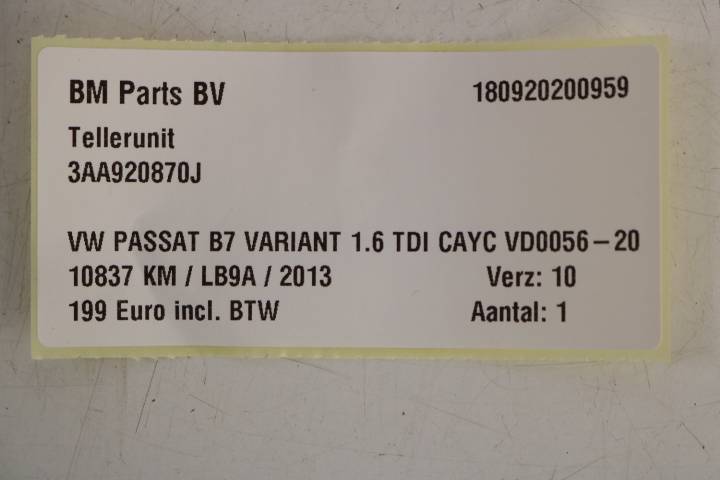 BM Parts BV 180920200959
Tellerunit
3AA920870J
VW PASSAT B7 VARIANT 1.6 TDI CAYC VD0056-20
10837 KM / LB9A / 2013 Verz: 10
199 Euro incl. BTW Aantal: 1